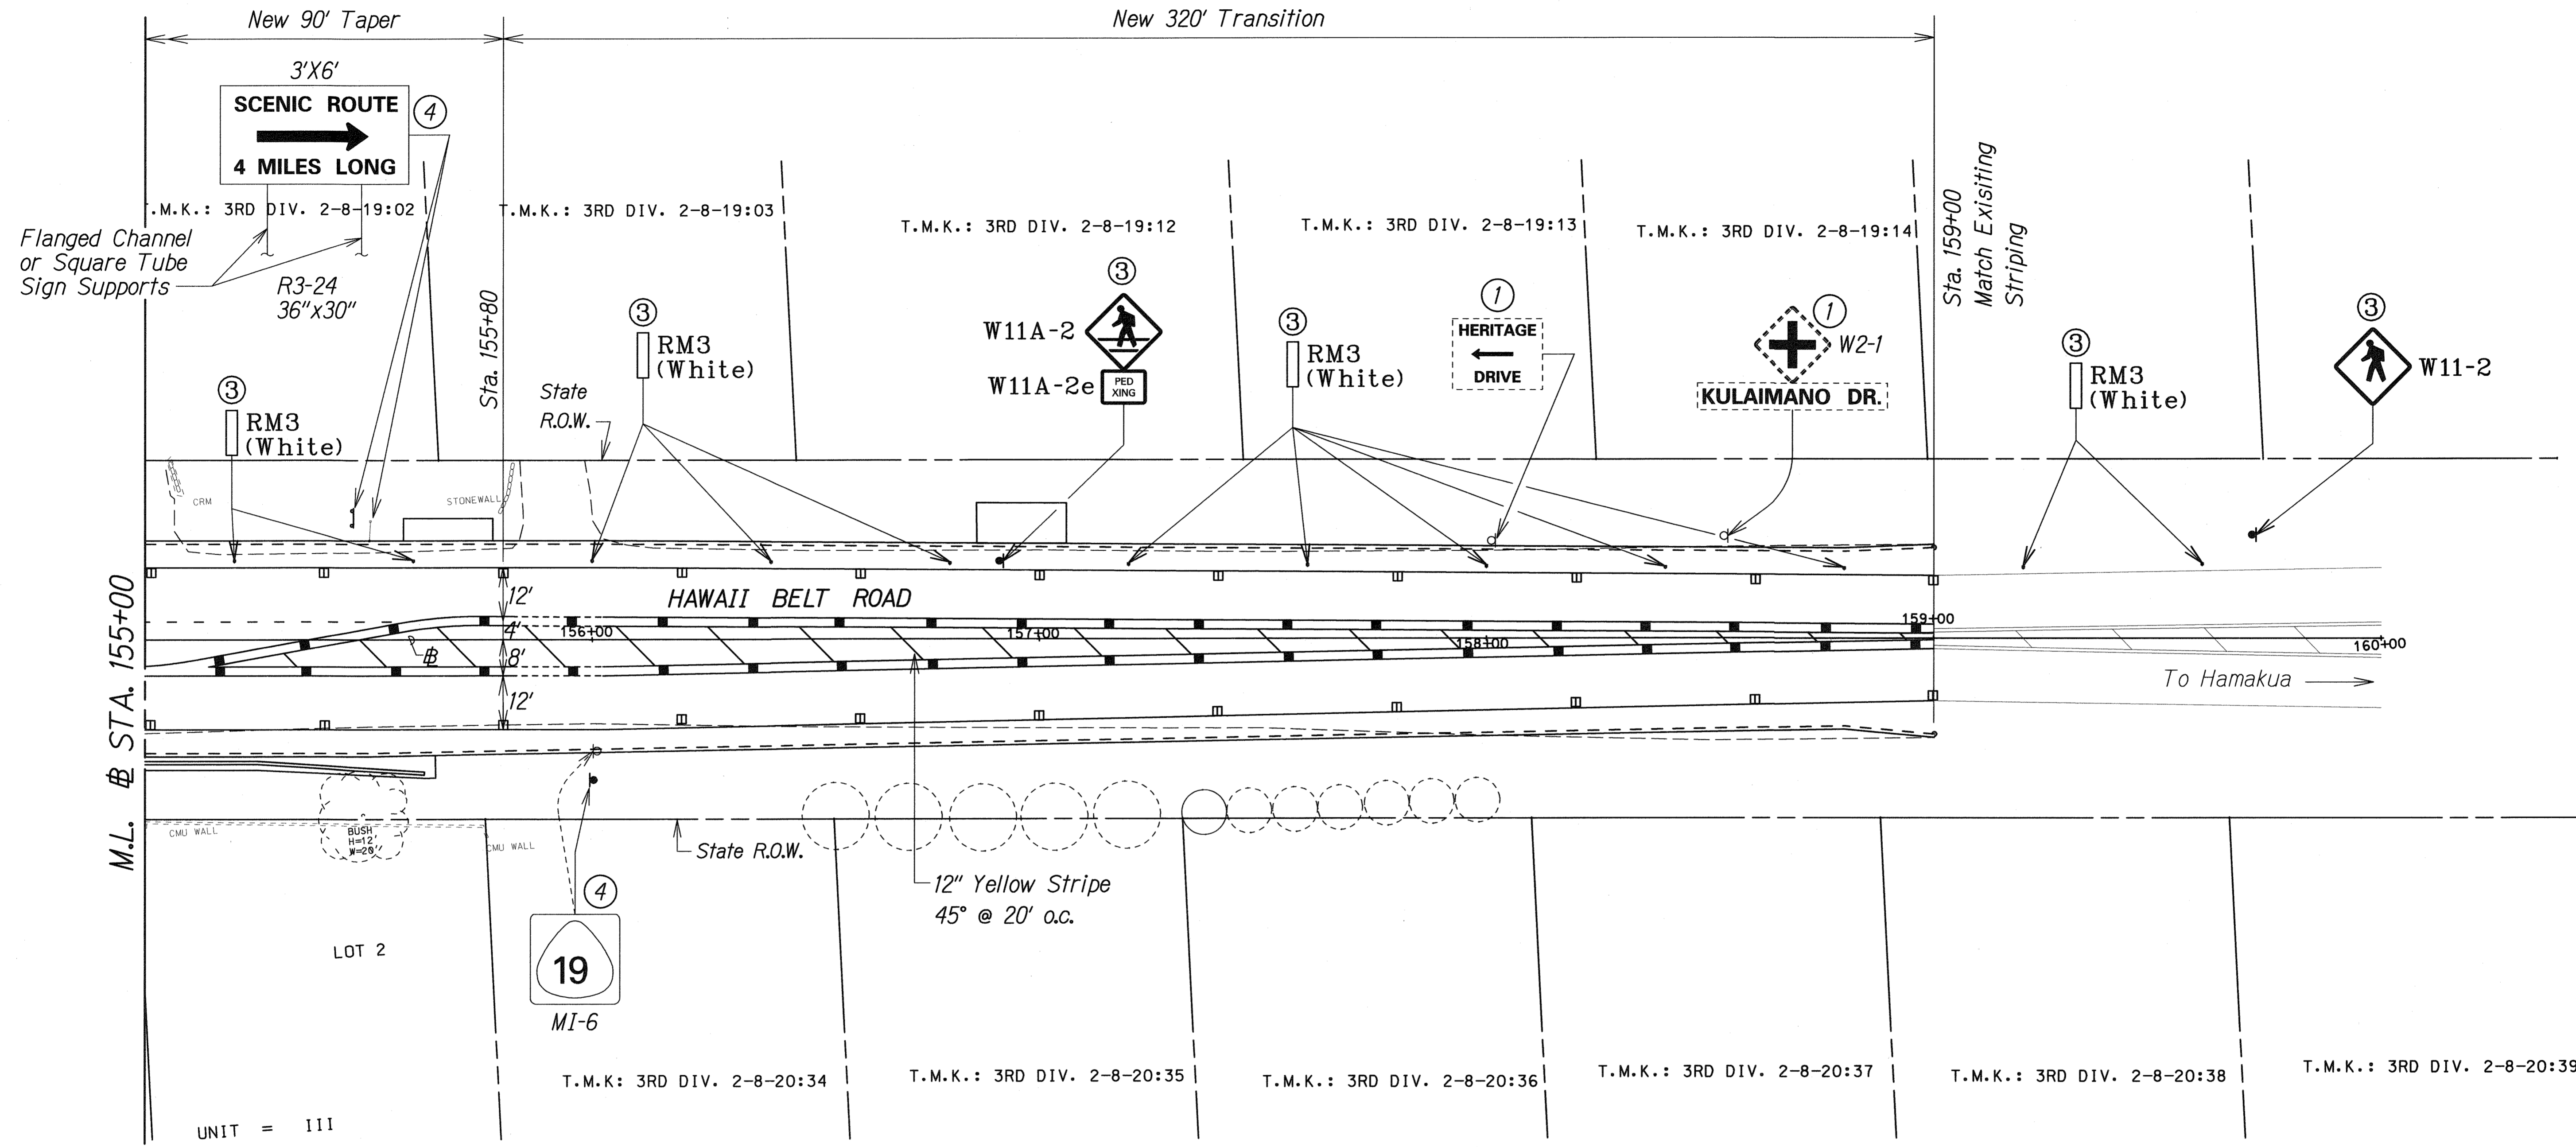 New 90' Taper
New 320' Transition
3'X6'
SCENIC ROUTE
4 MILES LONG
4
T.M.K.: 3RD DIV. 2-8-19:02
T.M.K.: 3RD DIV. 2-8-19:03
T.M.K.: 3RD DIV. 2-8-19:12
T.M.K.: 3RD DIV. 2-8-19:13
T.M.K.: 3RD DIV. 2-8-19:14
Flanged Channel
or Square Tube
Sign Supports
R3-24
36"x30"
Sta. 155+80
Sta. 159+00
Match Exisiting
Striping
3
RM3
(White)
3
RM3
(White)
State
R.O.W.
3
W11A-2
W11A-2e
PED
XING
3
RM3
(White)
1
HERITAGE
DRIVE
1
W2-1
KULAIMANO DR.
3
RM3
(White)
3
W11-2
CRM
STONEWALL
M.L. BL STA. 155+00
12'
HAWAII BELT ROAD
4'
8'
BL
12'
156+00
157+00
158+00
159+00
160+00
To Hamakua
CMU WALL
BUSH
H=12'
W=20'
CMU WALL
State R.O.W.
12" Yellow Stripe
45° @ 20' o.c.
4
19
MI-6
LOT 2
T.M.K: 3RD DIV. 2-8-20:34
T.M.K.: 3RD DIV. 2-8-20:35
T.M.K.: 3RD DIV. 2-8-20:36
T.M.K.: 3RD DIV. 2-8-20:37
T.M.K.: 3RD DIV. 2-8-20:38
T.M.K.: 3RD DIV. 2-8-20:39
UNIT = III